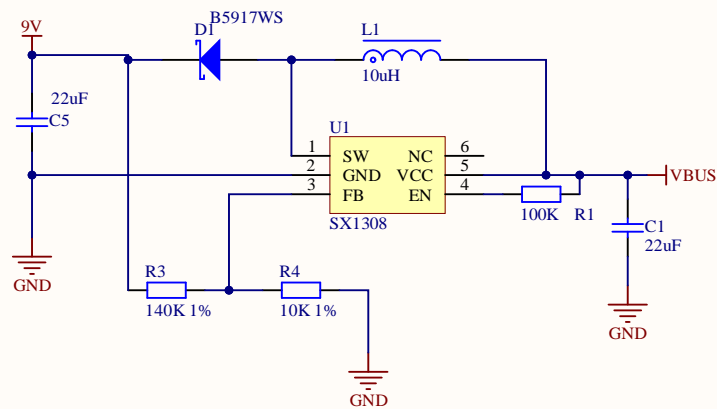 B5917WS
9V
D1
L1
22uF
C5
10uH
U1
1
SW
NC
6
2
GND
VCC
5
VBUS
3
FB
EN
4
SX1308
100K
R1
C1
22uF
GND
R3
R4
140K 1%
10K 1%
GND
GND